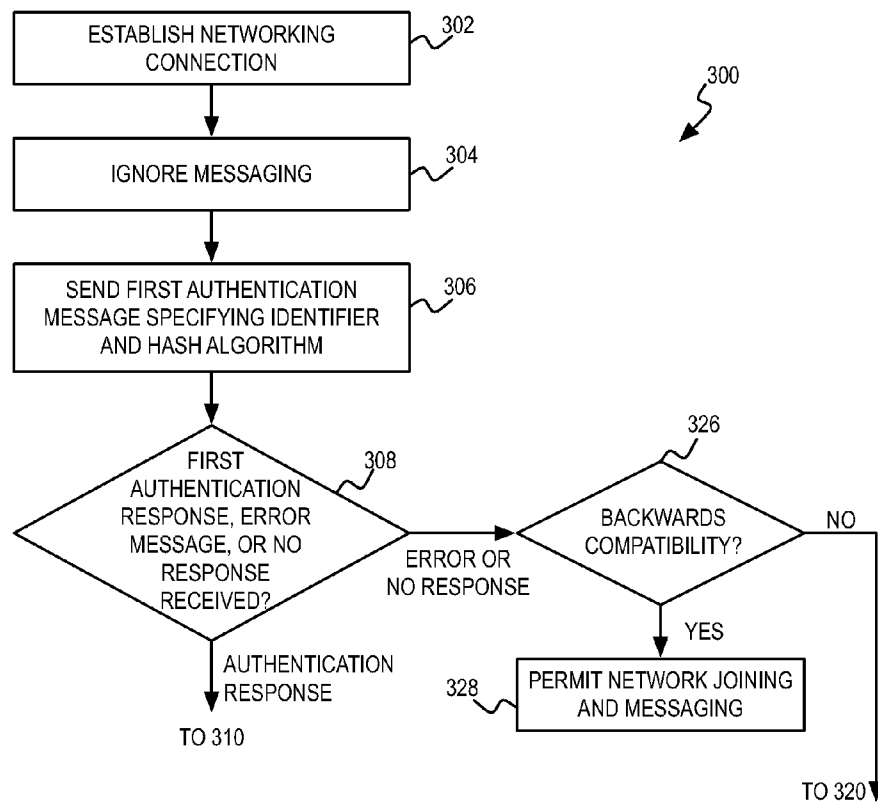 ESTABLISH NETWORKING
CONNECTION
302
300
IGNORE MESSAGING
304
SEND FIRST AUTHENTICATION
MESSAGE SPECIFYING IDENTIFIER
AND HASH ALGORITHM
306
FIRST
AUTHENTICATION
RESPONSE, ERROR
MESSAGE, OR NO
RESPONSE
RECEIVED?
308
ERROR OR
NO RESPONSE
326
BACKWARDS
COMPATIBILITY?
NO
YES
AUTHENTICATION
RESPONSE
TO 310
328
PERMIT NETWORK JOINING
AND MESSAGING
TO 320